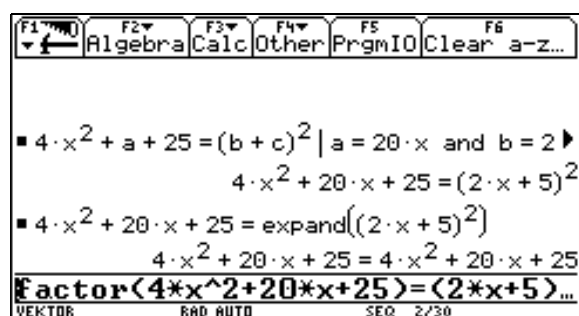 F1 F2 Algebra F3 Calc F4 Other F5 PrgmIO F6 Clear a-z…
4·x² + a + 25 = (b + c)² | a = 20·x and b = 2
4·x² + 20·x + 25 = (2·x + 5)²
4·x² + 20·x + 25 = expand((2·x + 5)²)
4·x² + 20·x + 25 = 4·x² + 20·x + 25
factor(4*x^2+20*x+25)=(2*x+5)…
VEKTOR RAD AUTO SEQ 2/30